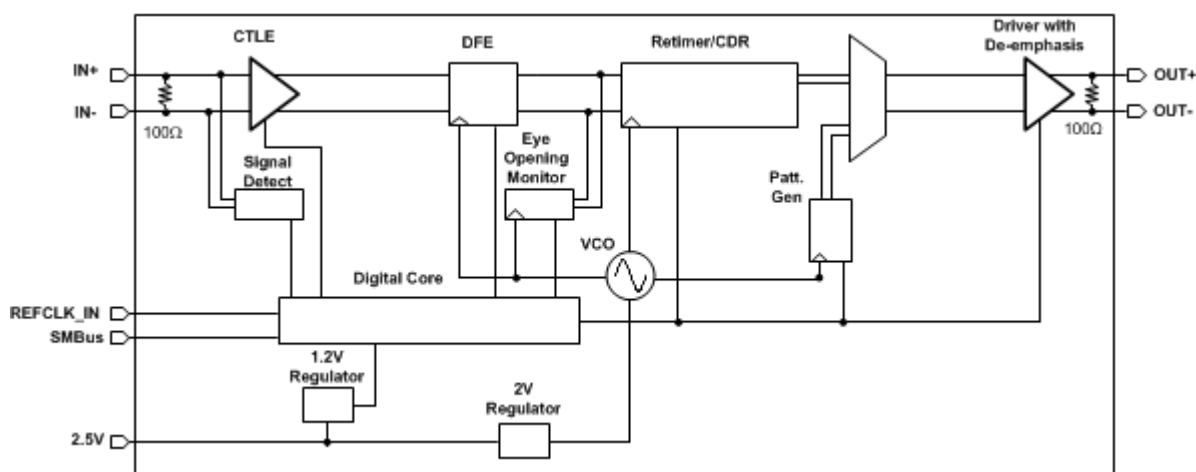 CTLE
DFE
Retimer/CDR
Driver with
De-emphasis
IN+
IN-
100Ω
OUT+
OUT-
100Ω
Signal
Detect
Eye
Opening
Monitor
Patt.
Gen
VCO
Digital Core
REFCLK_IN
SMBus
1.2V
Regulator
2V
Regulator
2.5V